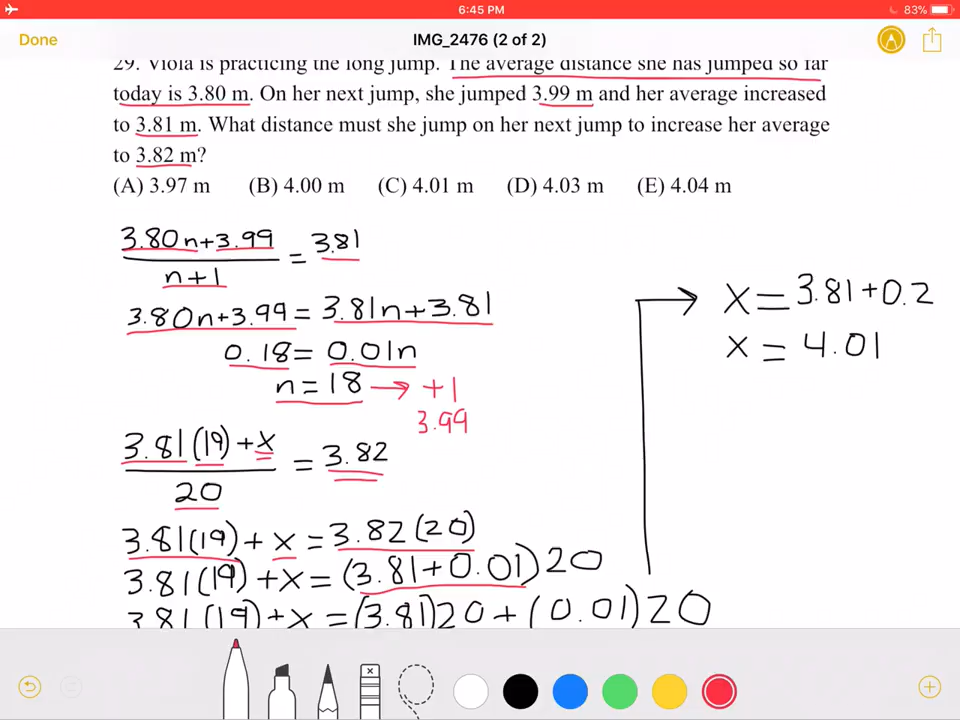 6:45 PM
83%
Done
IMG_2476 (2 of 2)
29. Viola is practicing the long jump. The average distance she has jumped so far
today is 3.80 m. On her next jump, she jumped 3.99 m and her average increased
to 3.81 m. What distance must she jump on her next jump to increase her average
to 3.82 m?
(A) 3.97 m (B) 4.00 m (C) 4.01 m (D) 4.03 m (E) 4.04 m
3.80n+3.99
n+1
=3.81
3.80n+3.99=3.81n+3.81
0.18=0.01n
n=18→+1
3.99
3.81(19)+x
20
=3.82
3.81(19)+x=3.82(20)
3.81(19)+x=(3.81+0.01)20
3.81(19)+x=(3.81)20+(0.01)20
→ x=3.81+0.2
x=4.01